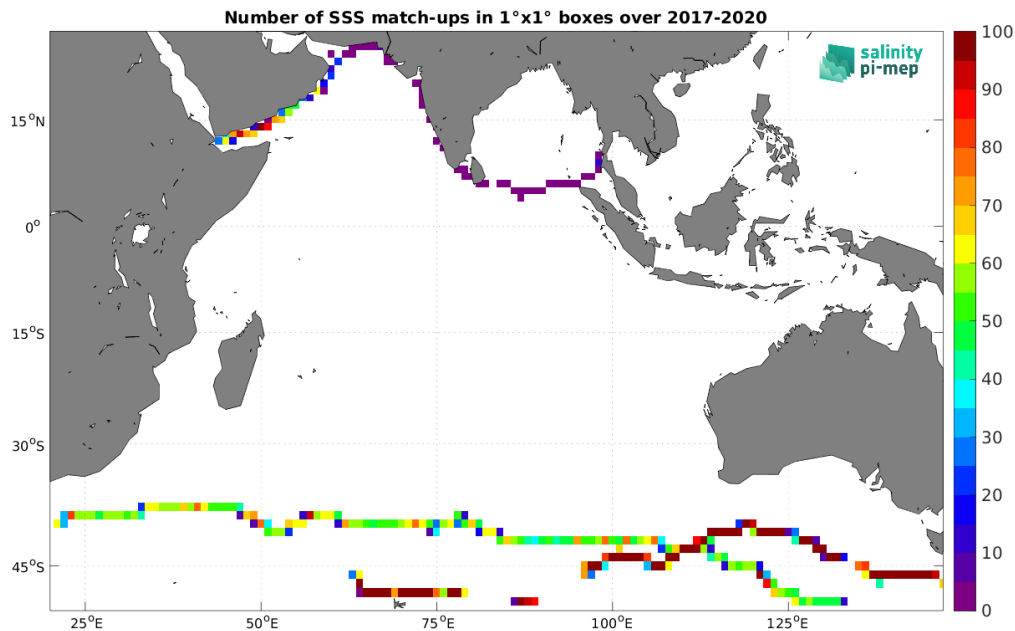 Number of SSS match-ups in 1°x1° boxes over 2017-2020
salinity
pi-mep
100
90
80
70
60
50
40
30
20
10
0
15°N
0°
15°S
30°S
45°S
25°E
50°E
75°E
100°E
125°E